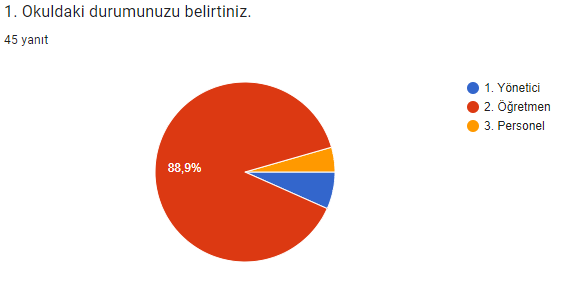 1. Okuldaki durumunuzu belirtiniz.
45 yanıt
1. Yönetici
2. Öğretmen
3. Personel
88,9%